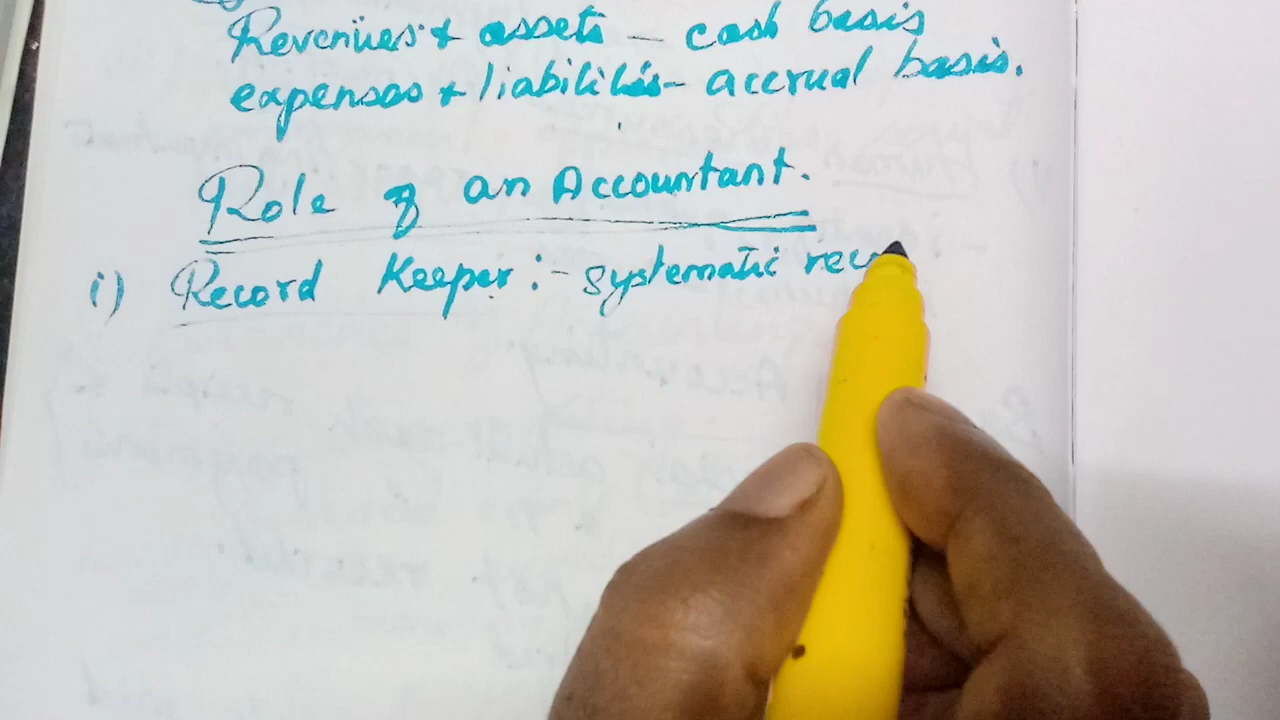 Revenues + assets – cash basis
expenses + liabilities – accrual basis.
Role of an Accountant.
i) Record Keeper :- systematic rec